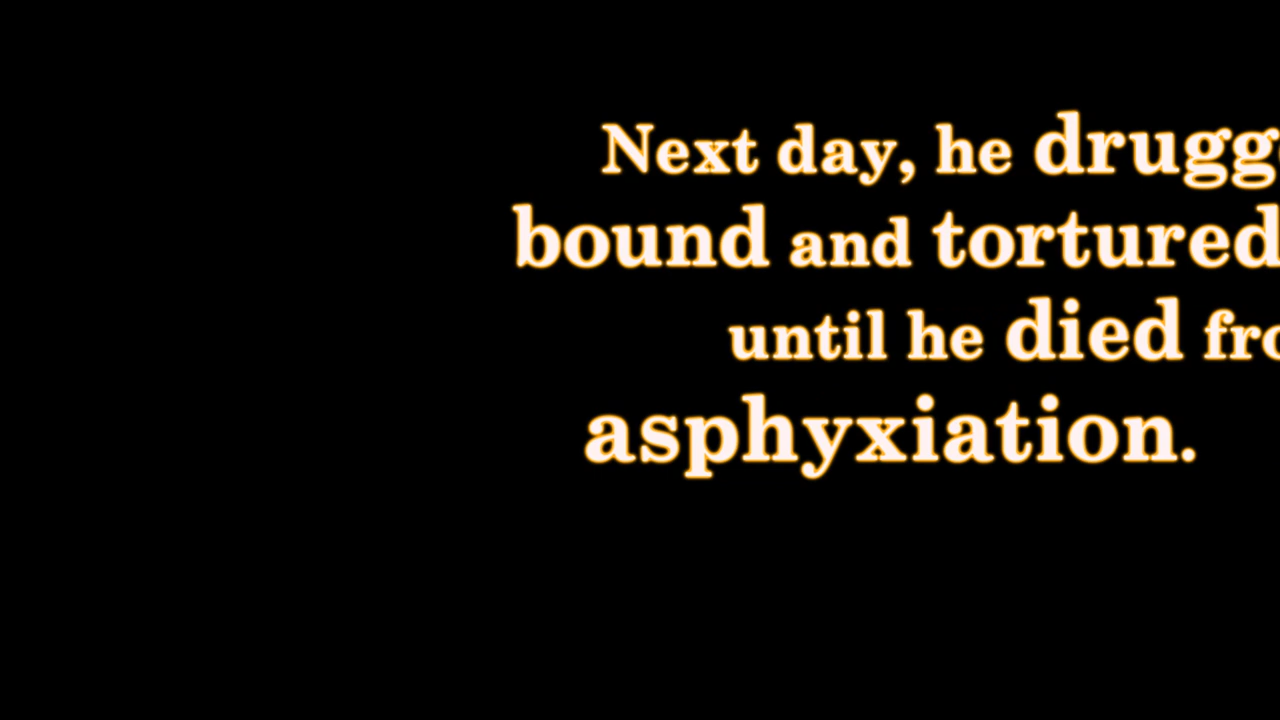 Next day, he
bound and tortured
until he died
asphyxiation.